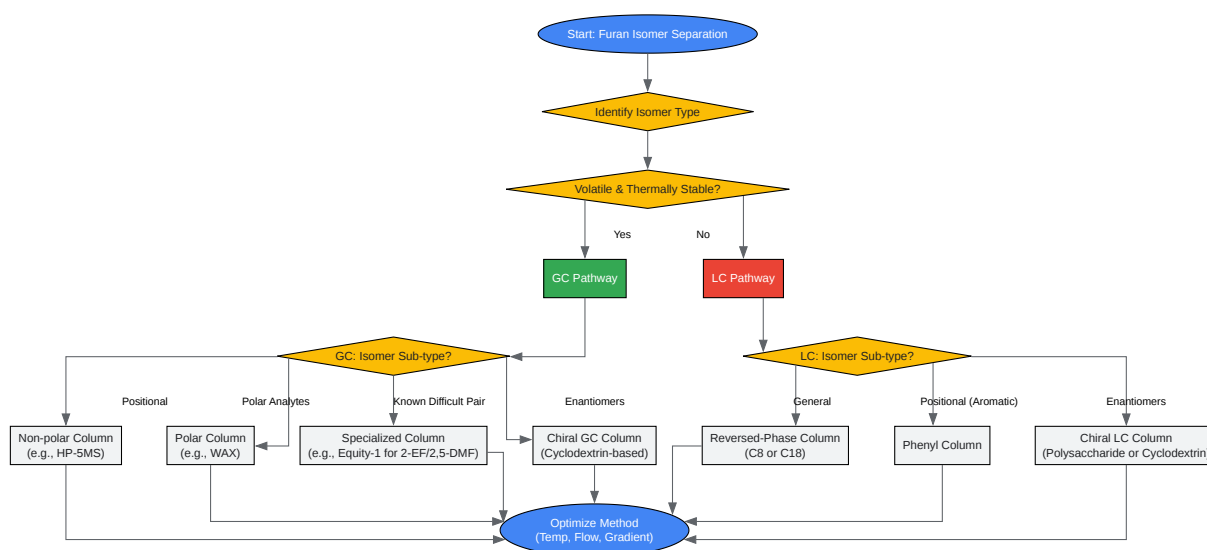 Start: Furan Isomer Separation
Identify Isomer Type
Volatile & Thermally Stable?
Yes
No
GC Pathway
LC Pathway
GC: Isomer Sub-type?
LC: Isomer Sub-type?
Positional
Polar Analytes
Known Difficult Pair
Enantiomers
General
Positional (Aromatic)
Enantiomers
Non-polar Column
(e.g., HP-5MS)
Polar Column
(e.g., WAX)
Specialized Column
(e.g., Equity-1 for 2-EF/2,5-DMF)
Chiral GC Column
(Cyclodextrin-based)
Reversed-Phase Column
(C8 or C18)
Phenyl Column
Chiral LC Column
(Polysaccharide or Cyclodextrin)
Optimize Method
(Temp, Flow, Gradient)